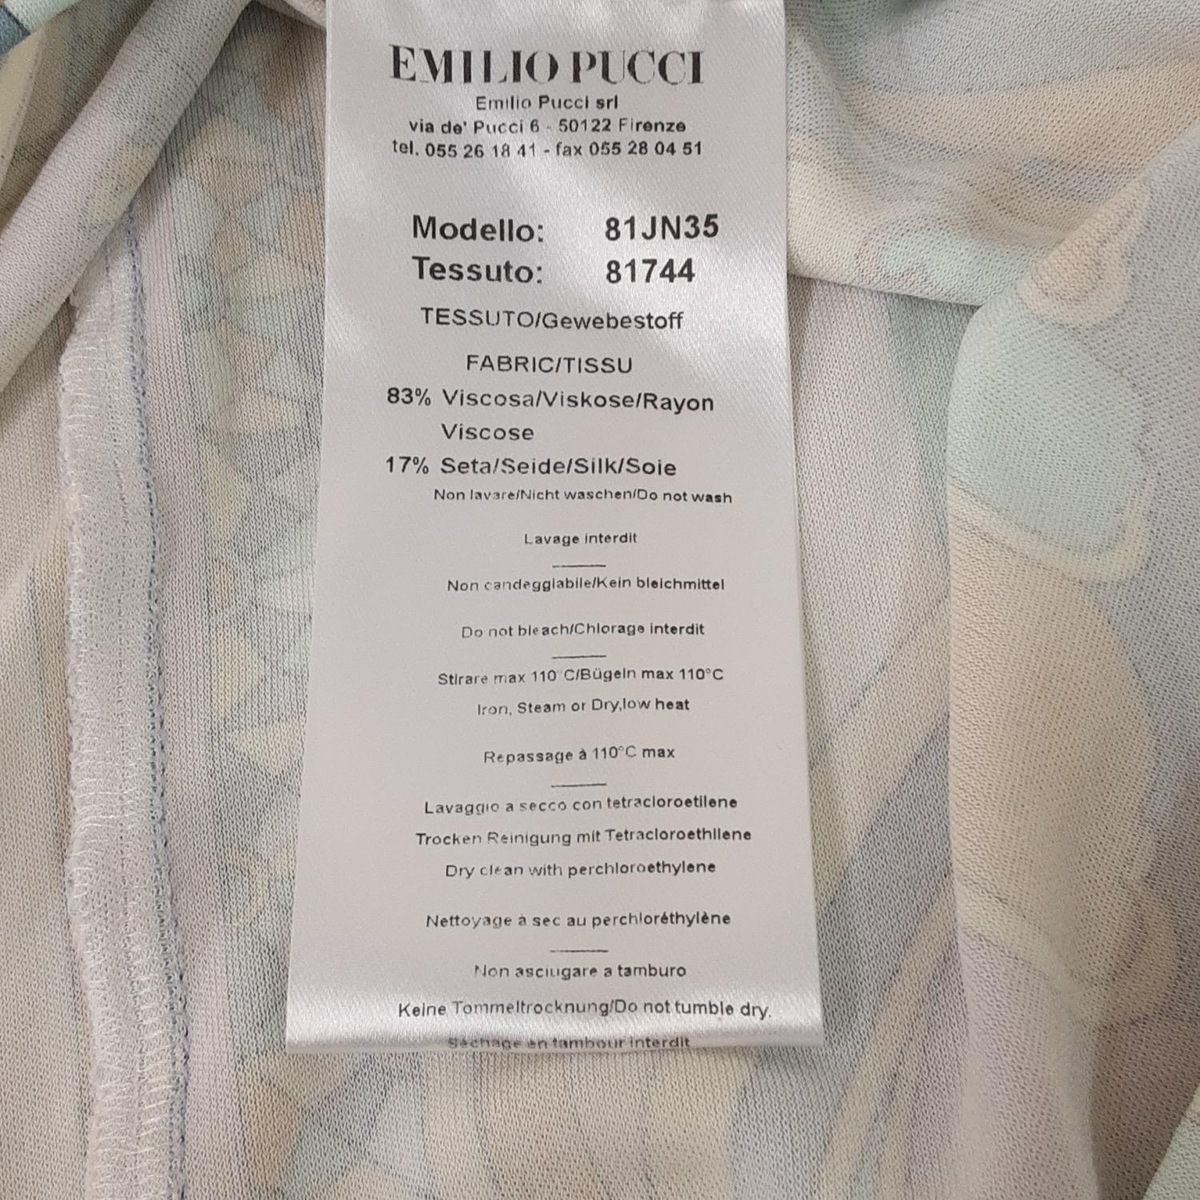 EMILIO PUCCI
Emilio Pucci srl
via de' Pucci 6 - 50122 Firenze
tel. 055 26 18 41 - fax 055 28 04 51
Modello: 81JN35
Tessuto: 81744
TESSUTO/Gewebestoff
FABRIC/TISSU
83% Viscosa/Viskose/Rayon
Viscose
17% Seta/Seide/Silk/Soie
Non lavare/Nicht waschen/Do not wash
Lavage interdit
Non candeggiabile/Kein bleichmittel
Do not bleach/Chlorage interdit
Stirare max 110°C/Bügeln max 110°C
Iron, Steam or Dry,low heat
Repassage à 110°C max
Lavaggio a secco con tetracloroetilene
Trocken Reinigung mit Tetracloroethilene
Dry clean with perchloroethylene
Nettoyage à sec au perchloréthylène
Non asciugare a tamburo
Keine Tommeltrocknung/Do not tumble dry.
Séchage en tambour interdit